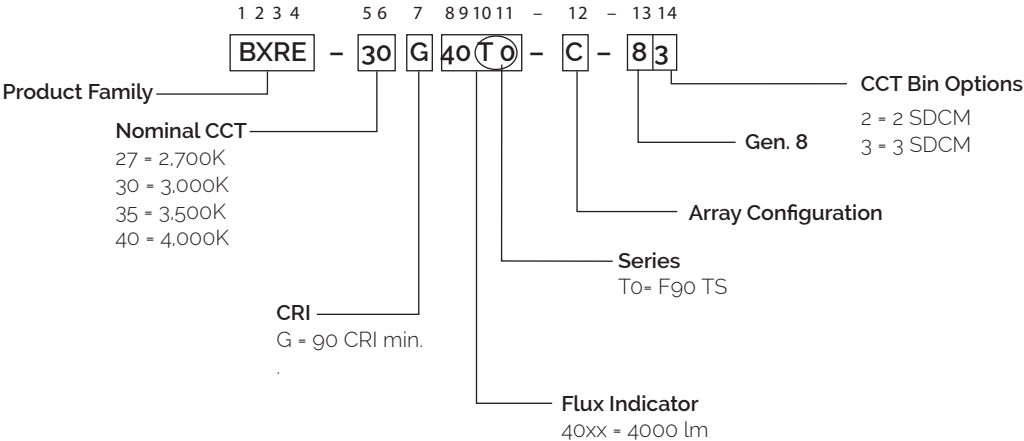 1 2 3 4 5 6 7 8 9 10 11 – 12 – 13 14
BXRE – 30 G 40 T 0 – C – 8 3
Product Family
CCT Bin Options
2 = 2 SDCM
3 = 3 SDCM
Nominal CCT
27 = 2,700K
30 = 3,000K
35 = 3,500K
40 = 4,000K
Gen. 8
Array Configuration
Series
T0= F90 TS
CRI
G = 90 CRI min.
.
Flux Indicator
40xx = 4000 lm